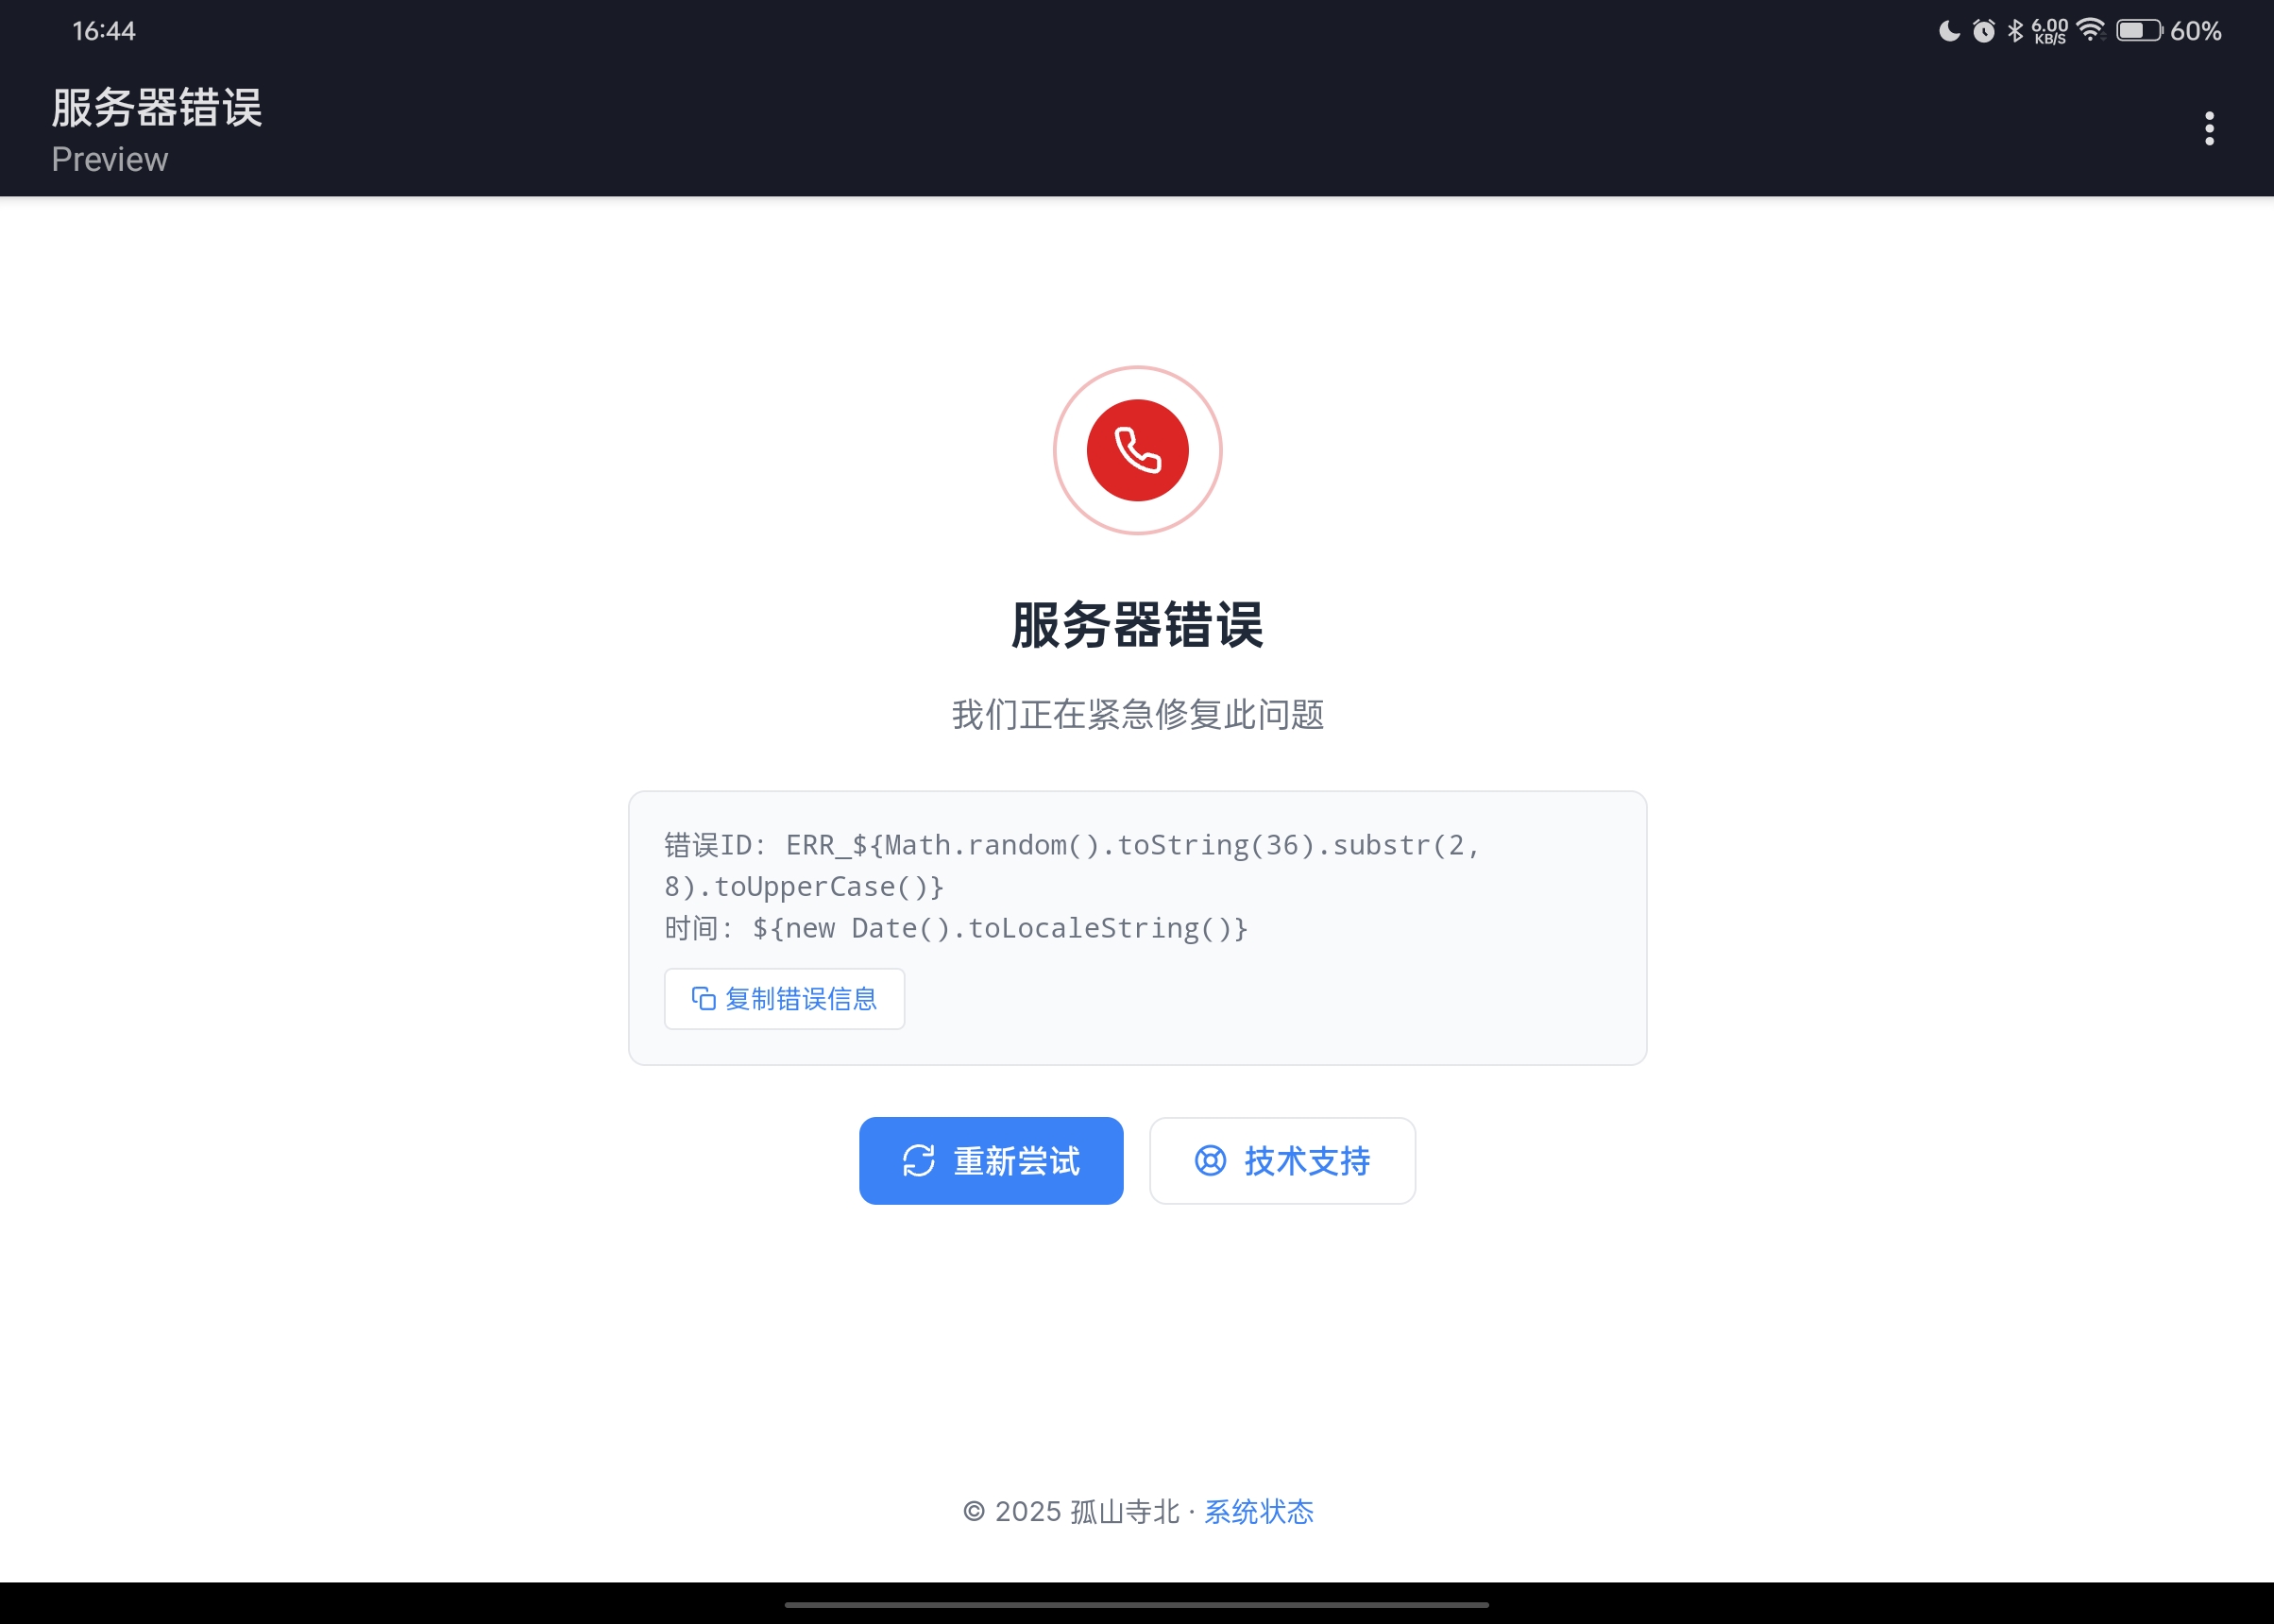 16:44
6.00
KB/S
60%
服务器错误
Preview
服务器错误
我们正在紧急修复此问题
错误ID: ERR_${Math.random().toString(36).substr(2,
8).toUpperCase()}
时间: ${new Date().toLocaleString()}
复制错误信息
重新尝试
技术支持
© 2025 孤山寺北 · 系统状态